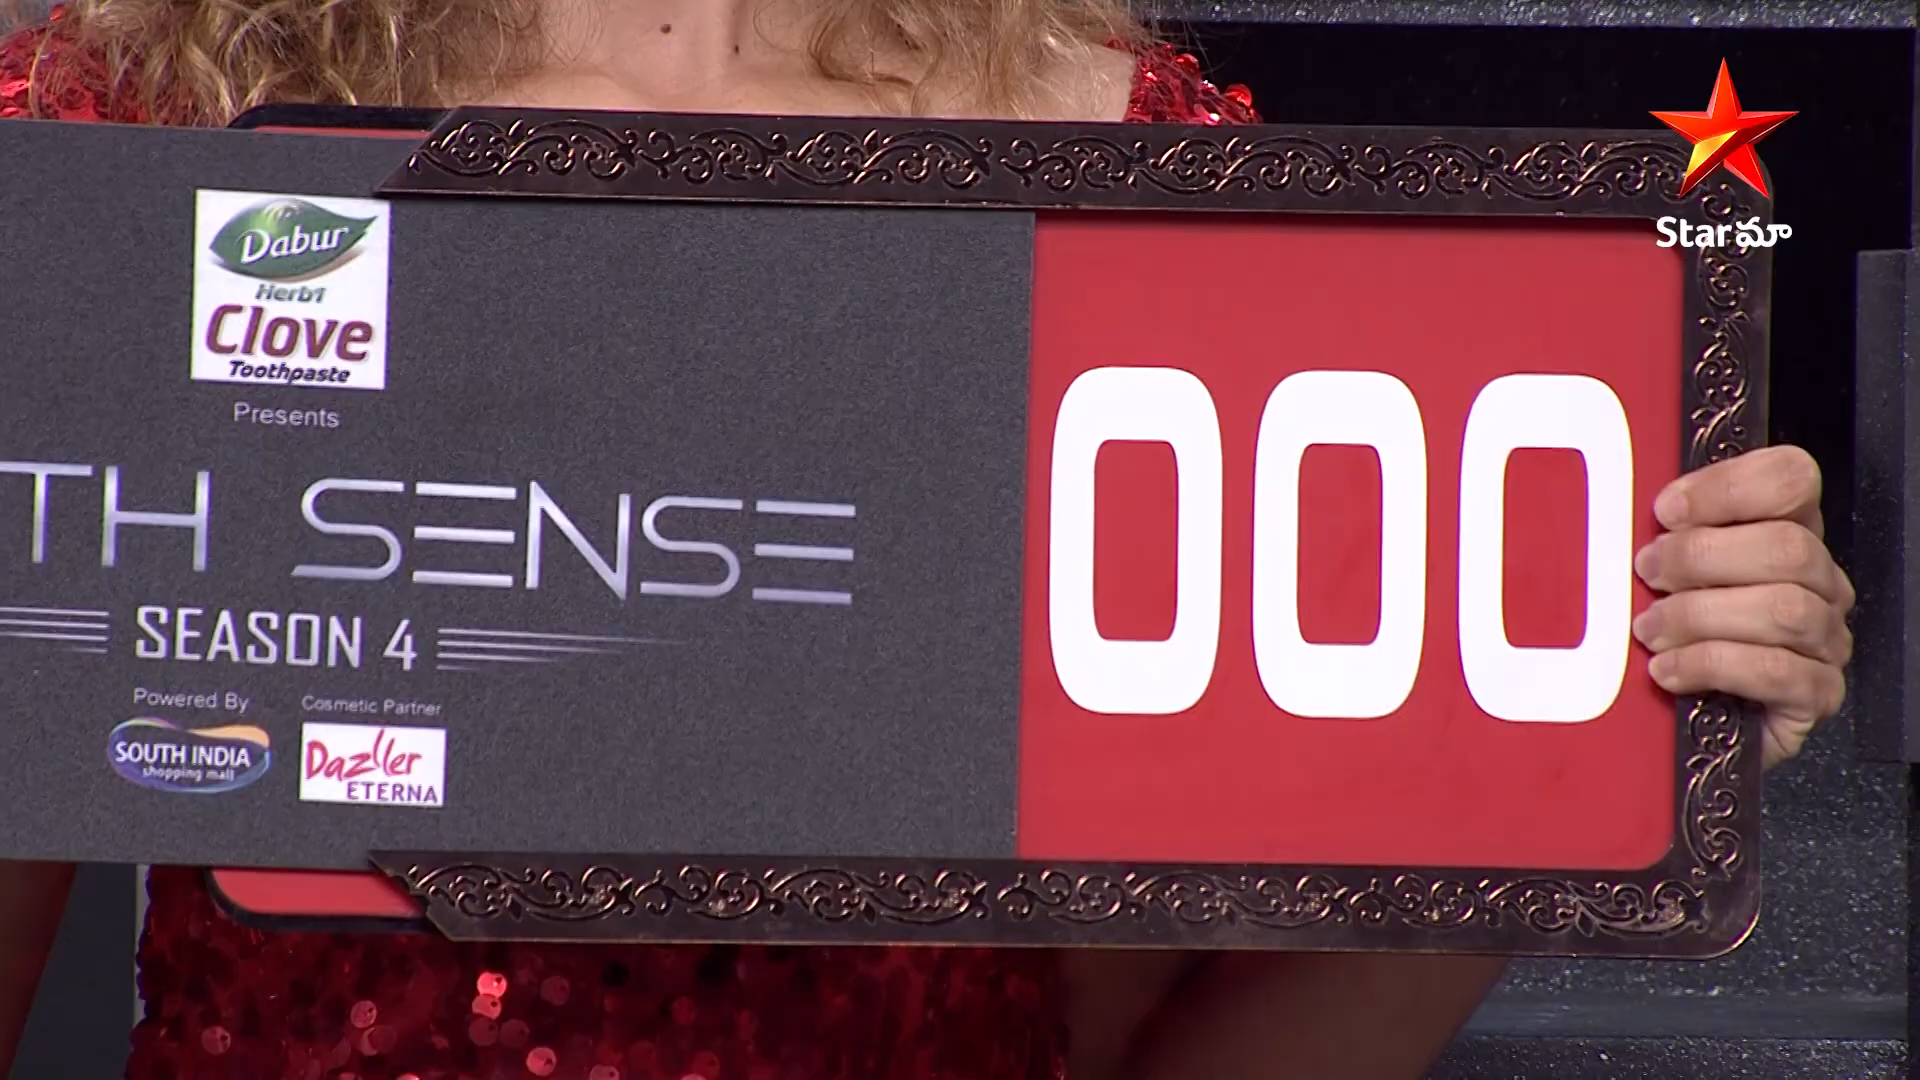 Dabur
Herb'l
Clove
Toothpaste
Presents
TH SENSE
SEASON 4
Powered By
SOUTH INDIA
shopping mall
Cosmetic Partner
Dazller
ETERNA
000
Starమా